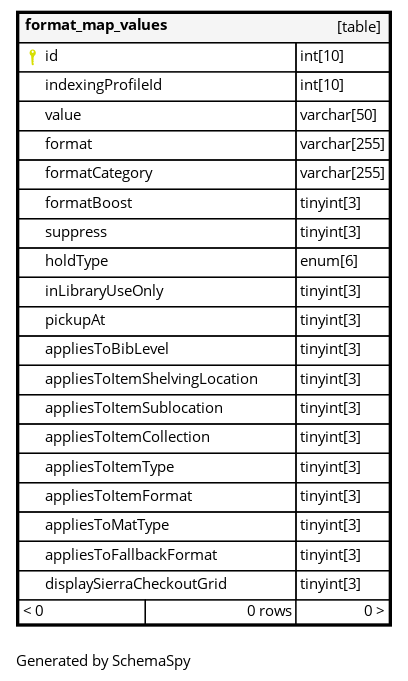 format_map_values [table]
id int[10]
indexingProfileId int[10]
value varchar[50]
format varchar[255]
formatCategory varchar[255]
formatBoost tinyint[3]
suppress tinyint[3]
holdType enum[6]
inLibraryUseOnly tinyint[3]
pickupAt tinyint[3]
appliesToBibLevel tinyint[3]
appliesToItemShelvingLocation tinyint[3]
appliesToItemSublocation tinyint[3]
appliesToItemCollection tinyint[3]
appliesToItemType tinyint[3]
appliesToItemFormat tinyint[3]
appliesToMatType tinyint[3]
appliesToFallbackFormat tinyint[3]
displaySierraCheckoutGrid tinyint[3]
< 0 0 rows 0 >
Generated by SchemaSpy